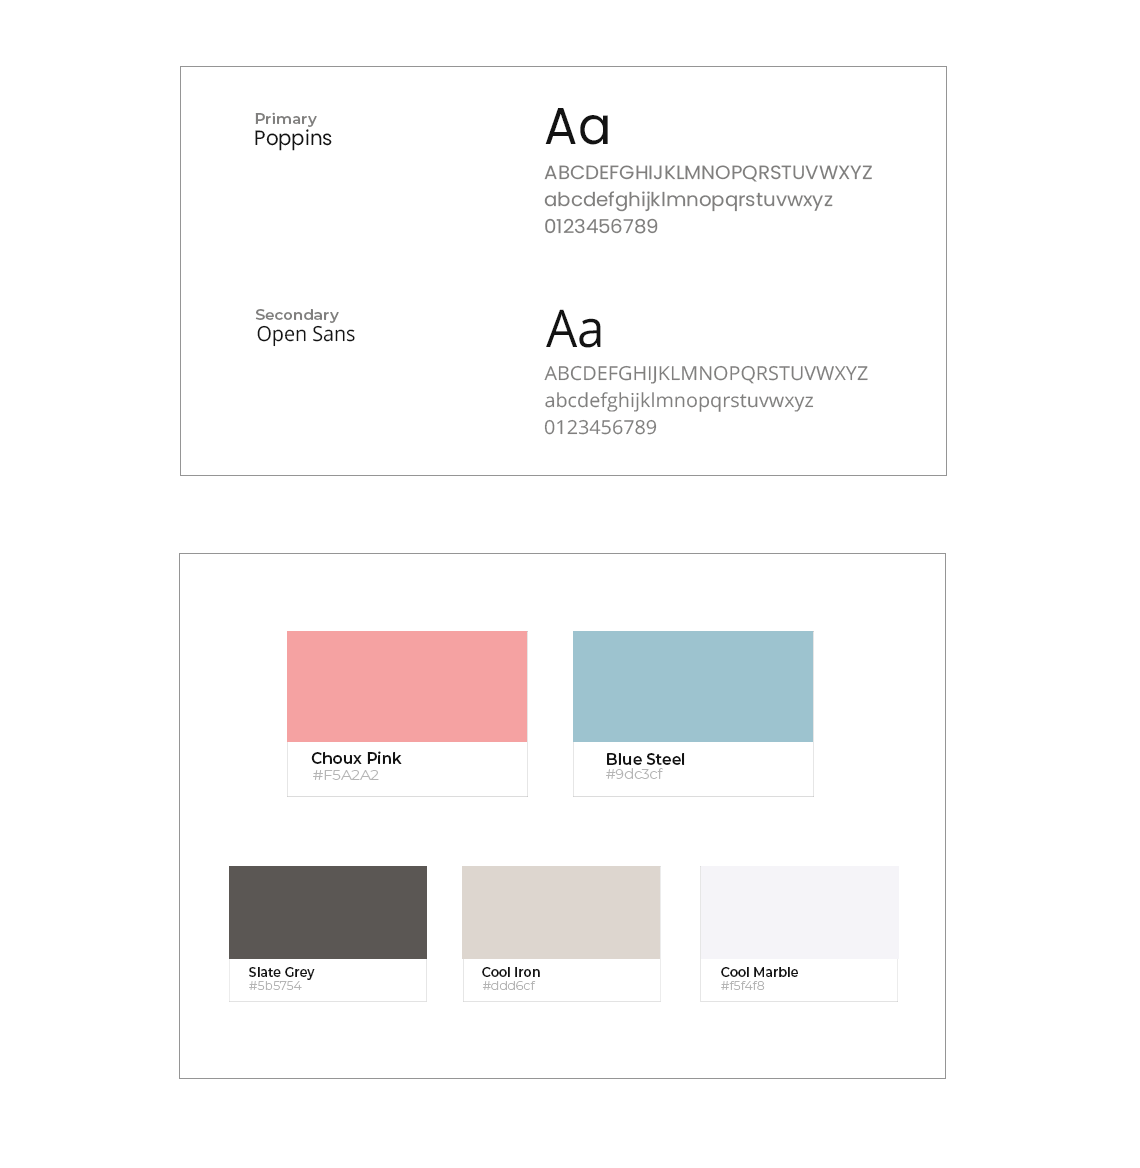 Primary
Poppins
Aa
ABCDEFGHIJKLMNOPQRSTUVWXYZ
abcdefghijklmnopqrstuvwxyz
0123456789
Secondary
Open Sans
Aa
ABCDEFGHIJKLMNOPQRSTUVWXYZ
abcdefghijklmnopqrstuvwxyz
0123456789
Choux Pink
#F5A2A2
Blue Steel
#9dc3cf
Slate Grey
#5b5754
Cool Iron
#ddd6cf
Cool Marble
#f5f4f8